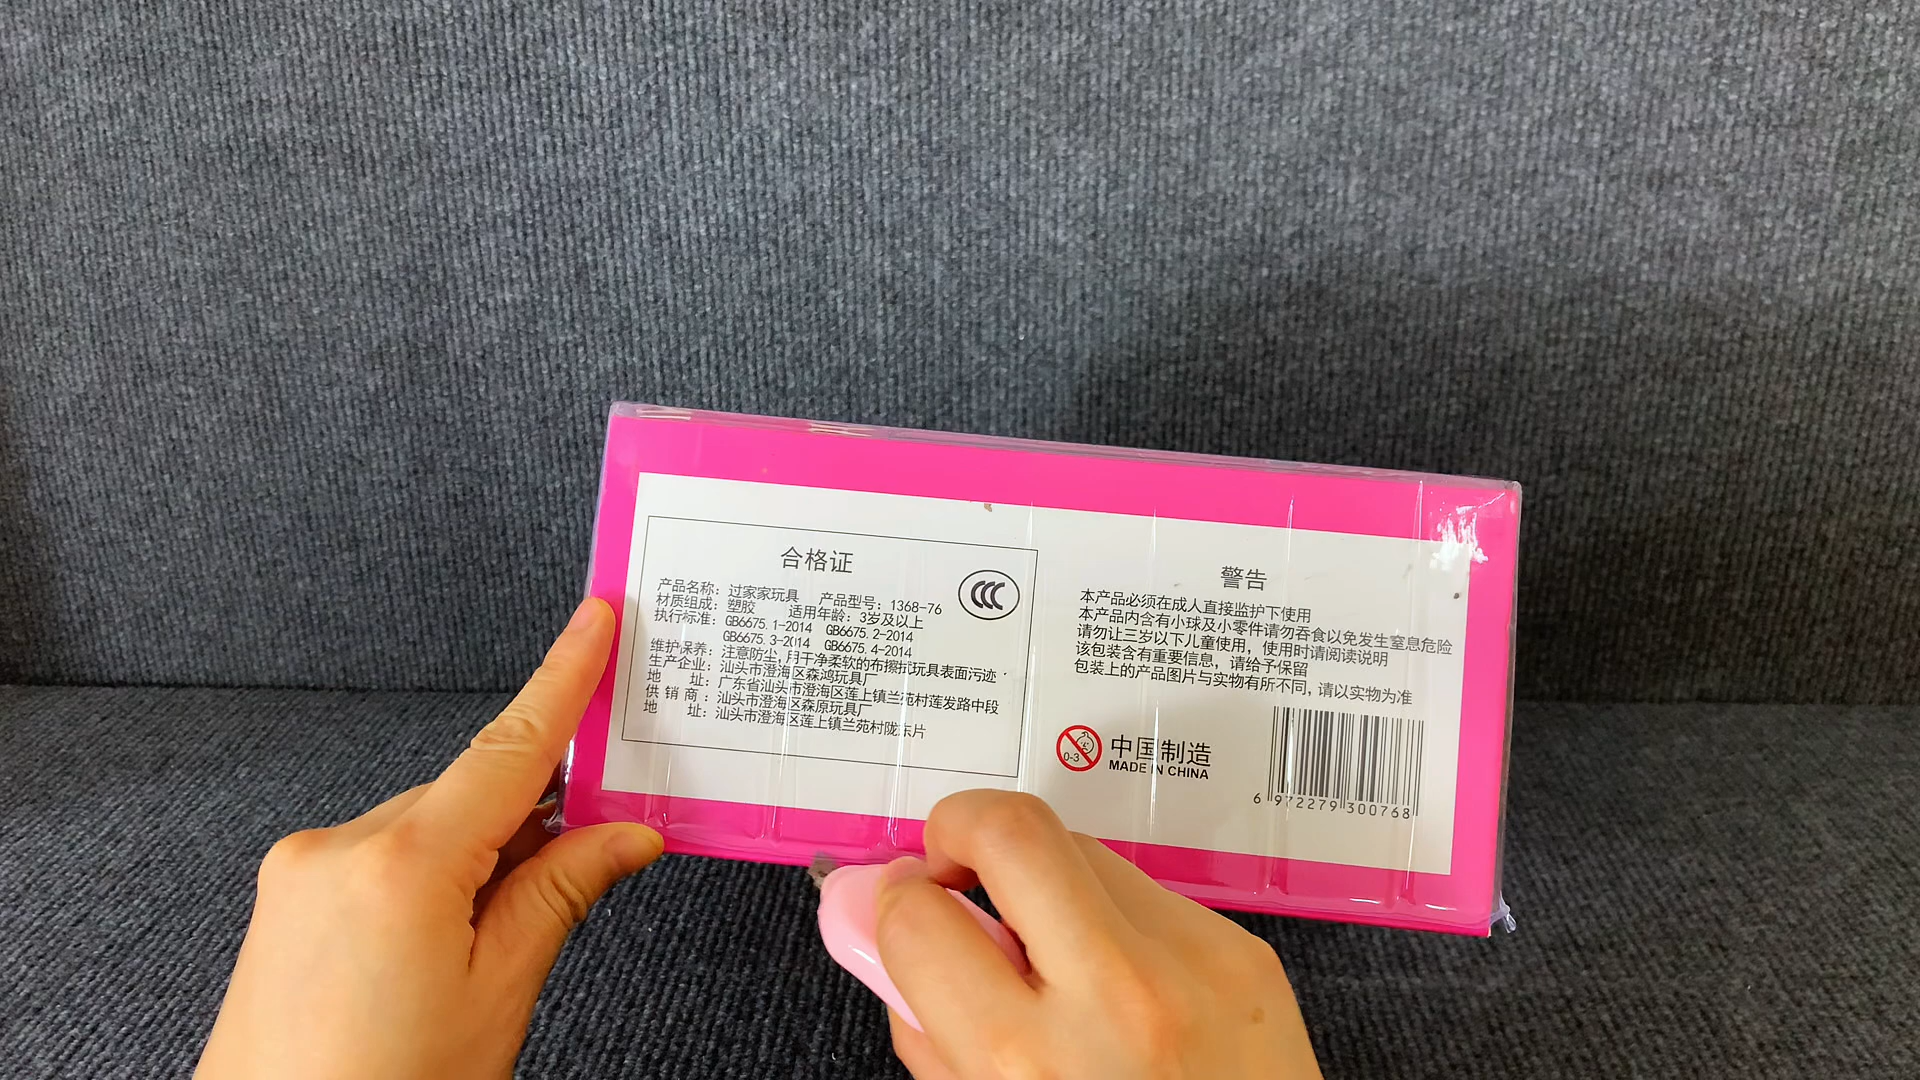 合格证
CCC
产品名称：过家家玩具 产品型号：1368-76
材质组成：塑胶 适用年龄：3岁及以上
执行标准：GB6675.1-2014 GB6675.2-2014
GB6675.3-2014 GB6675.4-2014
维护保养：注意防尘，用干净柔软的布擦拭玩具表面污迹．
生产企业：汕头市澄海区森鸿玩具厂
地 址：广东省汕头市澄海区莲上镇兰苑村莲发路中段
供 销 商：汕头市澄海区森原玩具厂
地 址：汕头市澄海区莲上镇兰苑村陇东片
警告
本产品必须在成人直接监护下使用
本产品内含有小球及小零件请勿吞食以免发生窒息危险
请勿让三岁以下儿童使用，使用时请阅读说明
该包装含有重要信息，请给予保留
包装上的产品图片与实物有所不同，请以实物为准
0-3
中国制造
MADE IN CHINA
6 972279 300768